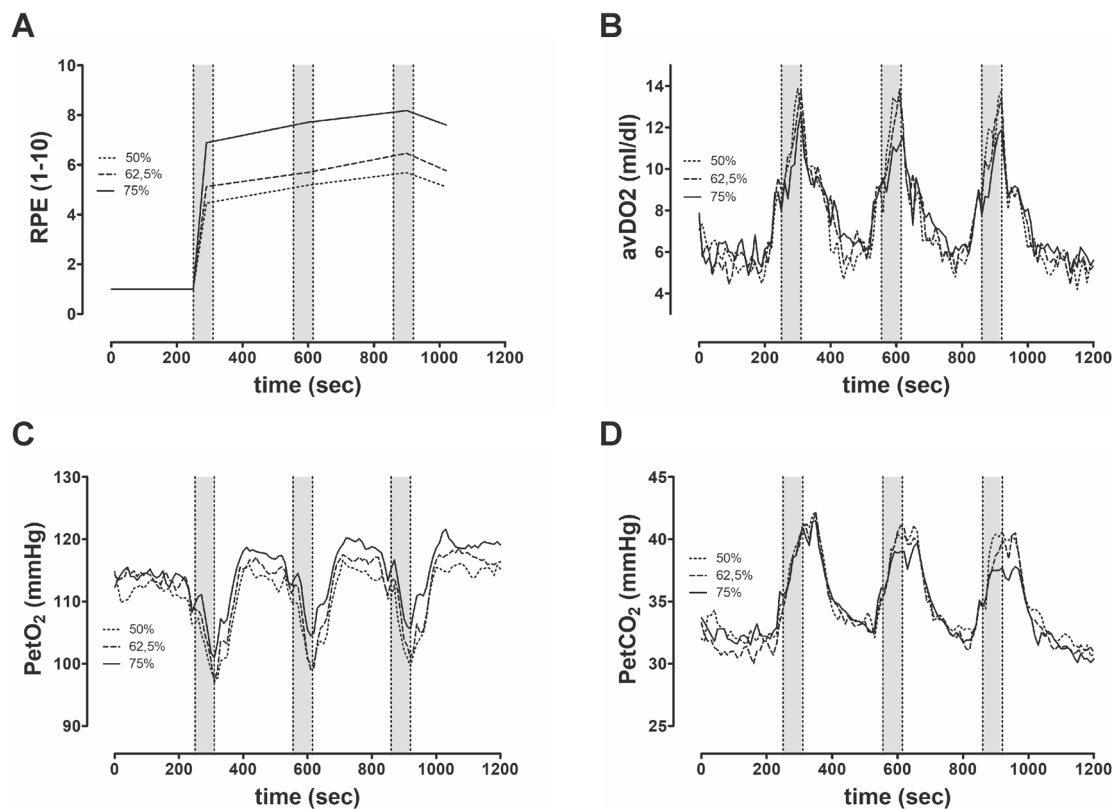 A
RPE (1-10)
10
8
6
4
2
0
50%
62,5%
75%
0 200 400 600 800 1000 1200
time (sec)
B
avDO2 (ml/dl)
14
12
10
8
6
4
50%
62,5%
75%
0 200 400 600 800 1000 1200
time (sec)
C
PetO2 (mmHg)
130
120
110
100
90
50%
62,5%
75%
0 200 400 600 800 1000 1200
time (sec)
D
PetCO2 (mmHg)
45
40
35
30
25
50%
62,5%
75%
0 200 400 600 800 1000 1200
time (sec)